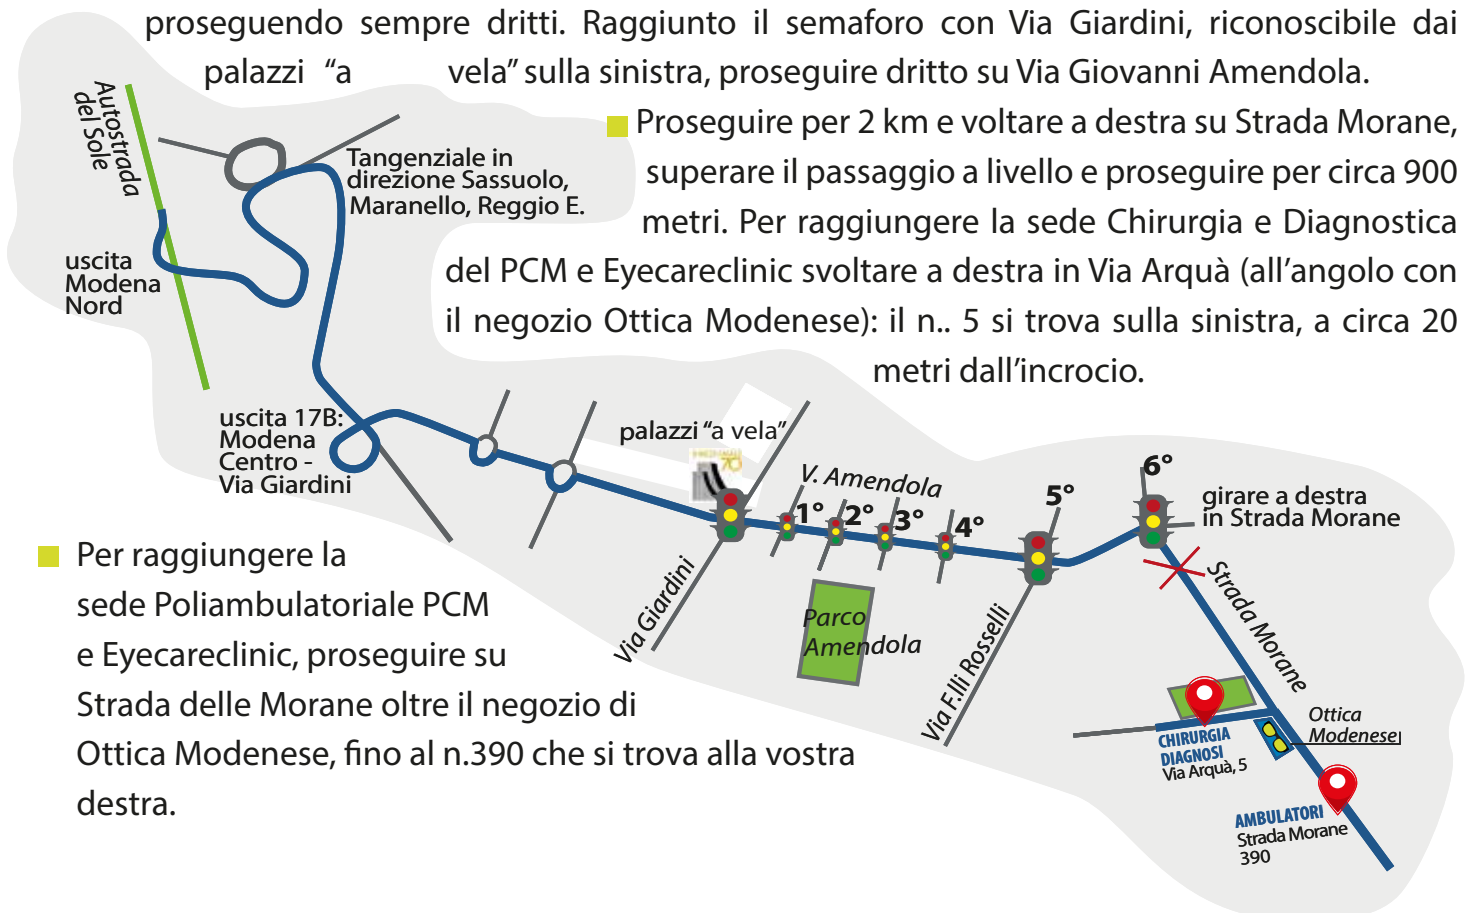 proseguendo sempre dritti. Raggiunto il semaforo con Via Giardini, riconoscibile dai
palazzi “a vela” sulla sinistra, proseguire dritto su Via Giovanni Amendola.
Proseguire per 2 km e voltare a destra su Strada Morane,
superare il passaggio a livello e proseguire per circa 900
metri. Per raggiungere la sede Chirurgia e Diagnostica
del PCM e Eyecareclinic svoltare a destra in Via Arquà (all’angolo con
il negozio Ottica Modenese): il n.. 5 si trova sulla sinistra, a circa 20
metri dall’incrocio.
Autostrada
del Sole
Tangenziale in
direzione Sassuolo,
Maranello, Reggio E.
uscita
Modena
Nord
uscita 17B:
Modena
Centro -
Via Giardini
palazzi “a vela”
70
V. Amendola
1°
2°
3°
4°
5°
6°
girare a destra
in Strada Morane
Via Giardini
Parco
Amendola
Via F.lli Rosselli
Strada Morane
Ottica
Modenese
CHIRURGIA
DIAGNOSI
Via Arquà, 5
AMBULATORI
Strada Morane
390
Per raggiungere la
sede Poliambulatoriale PCM
e Eyecareclinic, proseguire su
Strada delle Morane oltre il negozio di
Ottica Modenese, fino al n.390 che si trova alla vostra
destra.